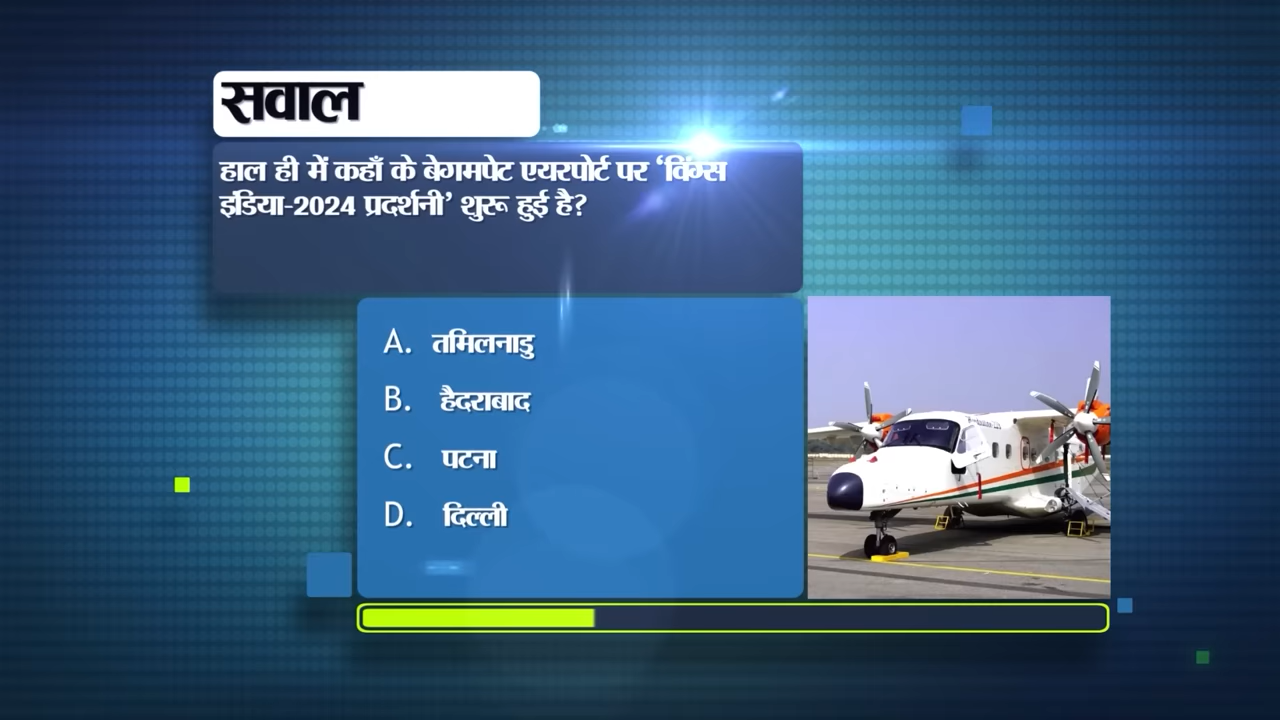 सवाल
हाल ही में कहाँ के बेगमपेट एयरपोर्ट पर ‘विंग्स
इंडिया-2024 प्रदर्शनी’ शुरू हुई है?
A. तमिलनाडु
B. हैदराबाद
C. पटना
D. दिल्ली